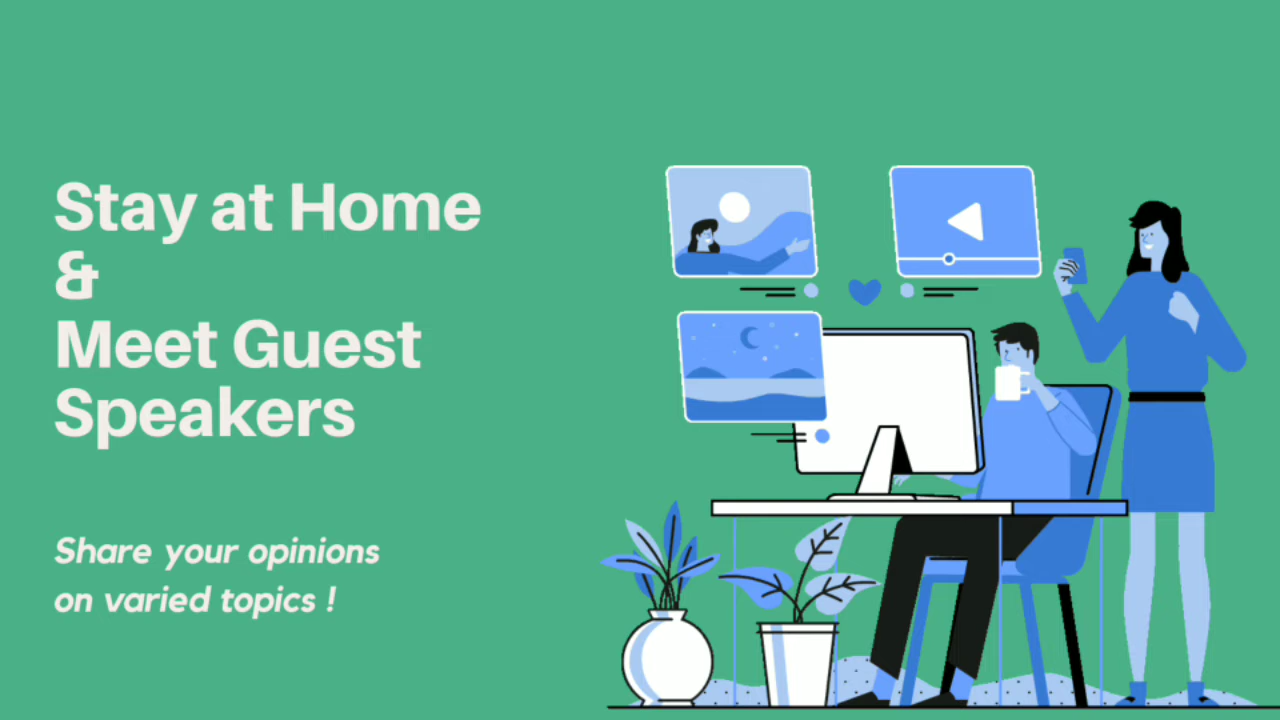 Stay at Home
&
Meet Guest
Speakers
Share your opinions
on varied topics !